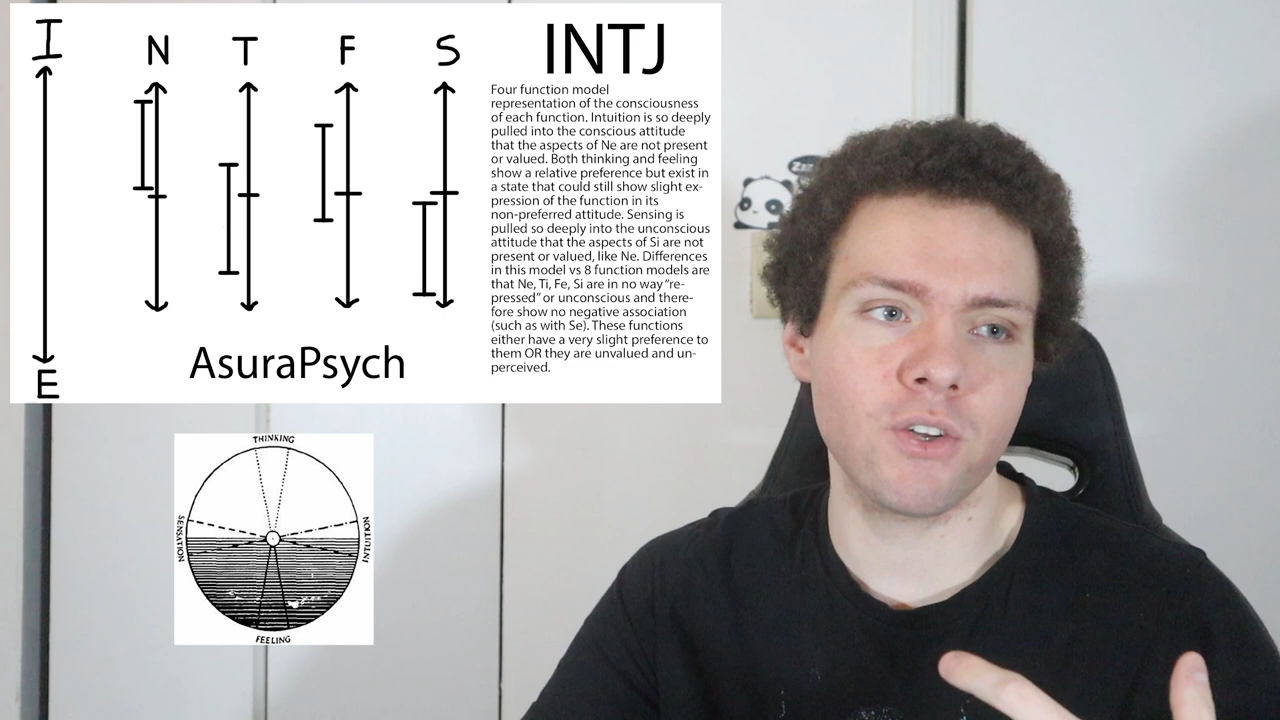 I
N T F S
E
AsuraPsych
INTJ
Four function model
representation of the consciousness
of each function. Intuition is so deeply
pulled into the conscious attitude
that the aspects of Ne are not present
or valued. Both thinking and feeling
show a relative preference but exist in
a state that could still show slight ex-
pression of the function in its
non-preferred attitude. Sensing is
pulled so deeply into the unconscious
attitude that the aspects of Si are not
present or valued, like Ne. Differences
in this model vs 8 function models are
that Ne, Ti, Fe, Si are in no way "re-
pressed" or unconscious and there-
fore show no negative association
(such as with Se). These functions
either have a very slight preference to
them OR they are unvalued and un-
perceived.
THINKING
SENSATION
INTUITION
FEELING